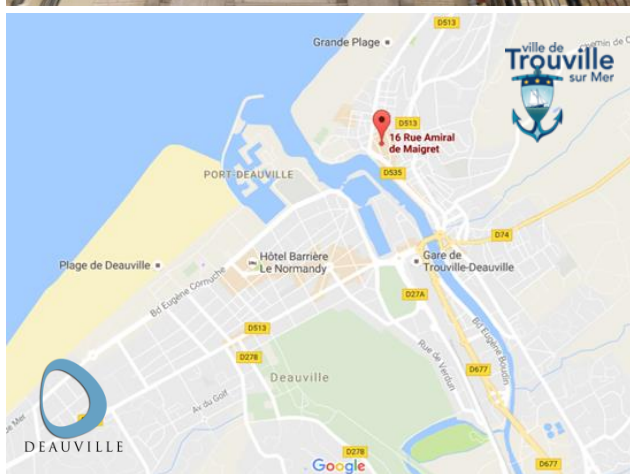 D513
Grande Plage
ville de
Trouville
sur Mer
D513
16 Rue Amiral
de Maigret
D535
PORT-DEAUVILLE
D74
Plage de Deauville
Hôtel Barrière
Le Normandy
Gare de
Trouville-Deauville
Bd Eugène Cornuche
D27A
D513
Bd Eugène Boudin
D278
Rue de Verdun
Deauville
D677
Av du Golf
de Mer
DEAUVILLE
D278
Google
D677